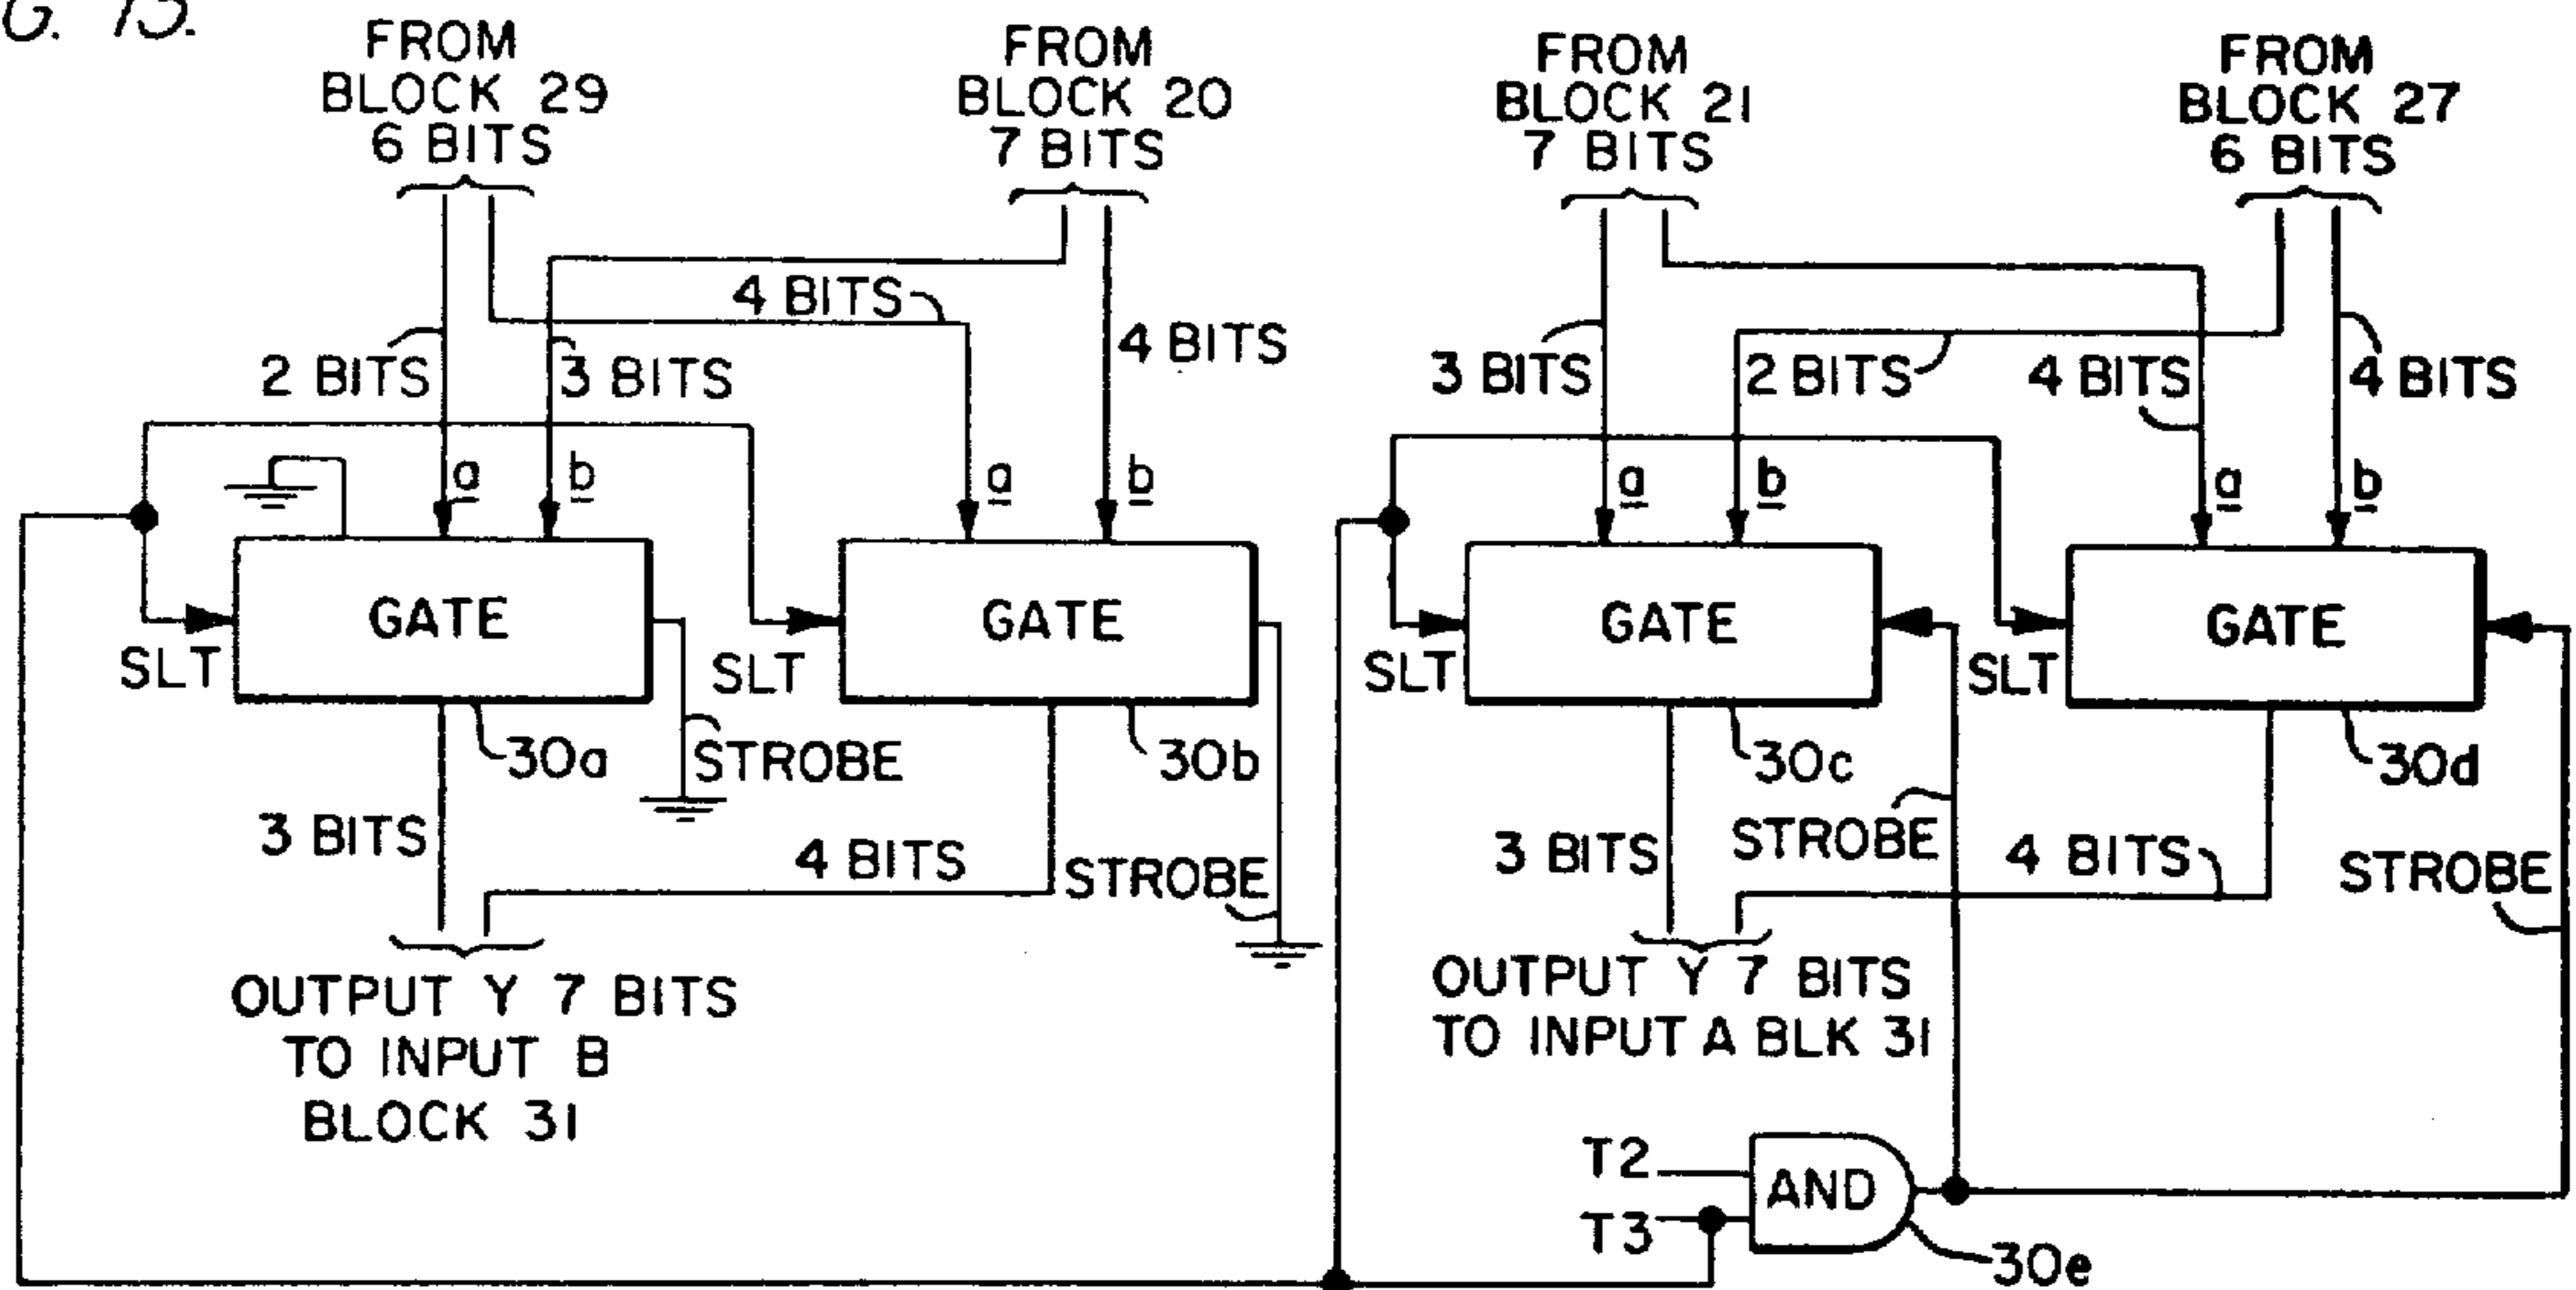 G. 15.
FROM
BLOCK 29
6 BITS
FROM
BLOCK 20
7 BITS
FROM
BLOCK 21
7 BITS
FROM
BLOCK 27
6 BITS
4 BITS
2 BITS
3 BITS
4 BITS
3 BITS
2 BITS
4 BITS
4 BITS
a
b
a
b
a
b
a
b
GATE
GATE
GATE
GATE
SLT
SLT
SLT
SLT
30a
STROBE
30b
30c
30d
3 BITS
4 BITS
STROBE
3 BITS
STROBE
4 BITS
STROBE
OUTPUT Y 7 BITS
TO INPUT B
BLOCK 31
OUTPUT Y 7 BITS
TO INPUT A BLK 31
T2
T3
AND
30e